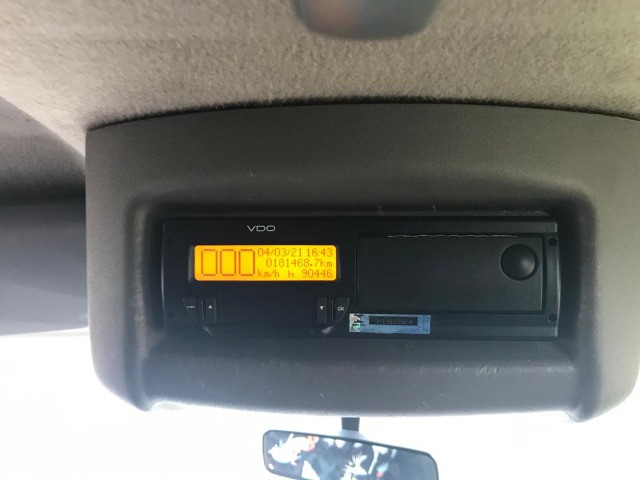 VDO
000 04/03/21 16:43
0181468.7km
km/h h 90446
▼ OK